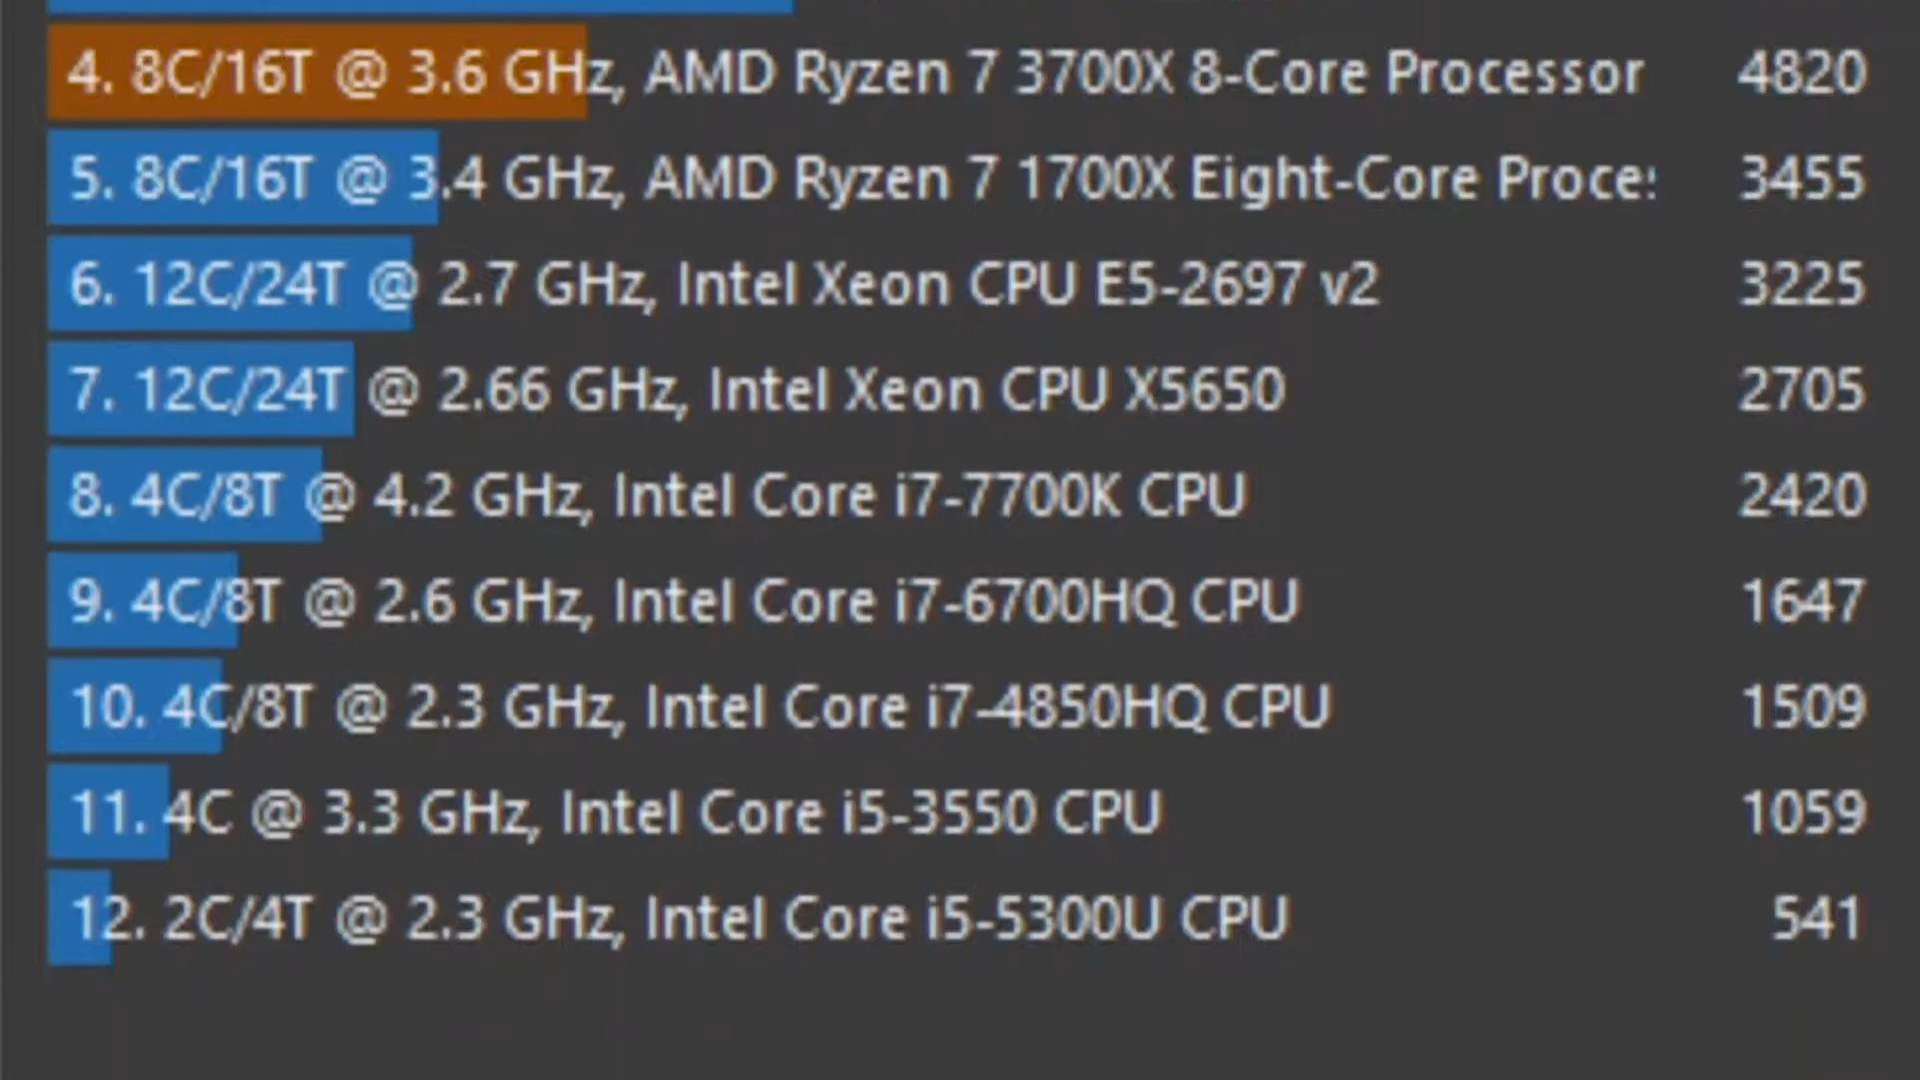 4. 8C/16T @ 3.6 GHz, AMD Ryzen 7 3700X 8-Core Processor 4820
5. 8C/16T @ 3.4 GHz, AMD Ryzen 7 1700X Eight-Core Proces 3455
6. 12C/24T @ 2.7 GHz, Intel Xeon CPU E5-2697 v2 3225
7. 12C/24T @ 2.66 GHz, Intel Xeon CPU X5650 2705
8. 4C/8T @ 4.2 GHz, Intel Core i7-7700K CPU 2420
9. 4C/8T @ 2.6 GHz, Intel Core i7-6700HQ CPU 1647
10. 4C/8T @ 2.3 GHz, Intel Core i7-4850HQ CPU 1509
11. 4C @ 3.3 GHz, Intel Core i5-3550 CPU 1059
12. 2C/4T @ 2.3 GHz, Intel Core i5-5300U CPU 541